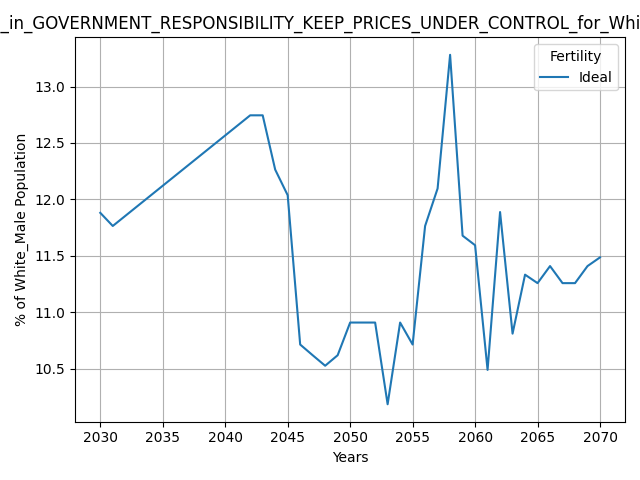 _in_GOVERNMENT_RESPONSIBILITY_KEEP_PRICES_UNDER_CONTROL_for_Whi
Fertility
Ideal
% of White_Male Population
13.0
12.5
12.0
11.5
11.0
10.5
2030 2035 2040 2045 2050 2055 2060 2065 2070
Years